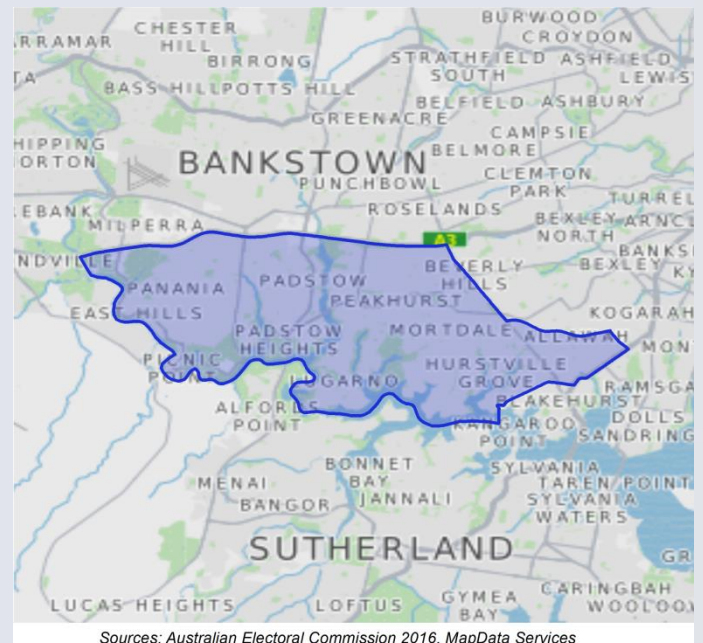 BURWOOD
CHESTER
HILL
CROYDON
ARRAMAR
BIRRONG
STRATHFIELD
SOUTH
ASHFIELD
LEWIS
TA
BASS HILL
POTTS HILL
BELFIELD
ASHBURY
GREENACRE
HIPPING
ORTON
CAMPSIE
BANKSTOWN
BELMORE
PUNCHBOWL
CLEMTON
PARK
TURREL
EBANK
ROSELANDS
MILPERRA
BEXLEY
NORTH
ARNC
A3
NDVILLE
BEVERLY
HILLS
BEXLEY
BANKS
KY
PANANIA
PADSTOW
PEAKHURST
EAST HILLS
KOGARAH
PADSTOW
HEIGHTS
MORTDALE
ALLAWAH
MON
PICNIC
POINT
LUGARNO
HURSTVILLE
GROVE
RAMSGA
ALFORDS
POINT
BLAKEHURST
DOLLS
KANGAROO
POINT
SANDRING
BONNET
BAY
SYLVANIA
MENAI
TAREN POINT
BANGOR
JANNALI
SYLVANIA
WATERS
SUTHERLAND
GR
CARINGBAH
LUCAS HEIGHTS
LOFTUS
GYMEA
BAY
WOOLOO
Sources: Australian Electoral Commission 2016, MapData Services